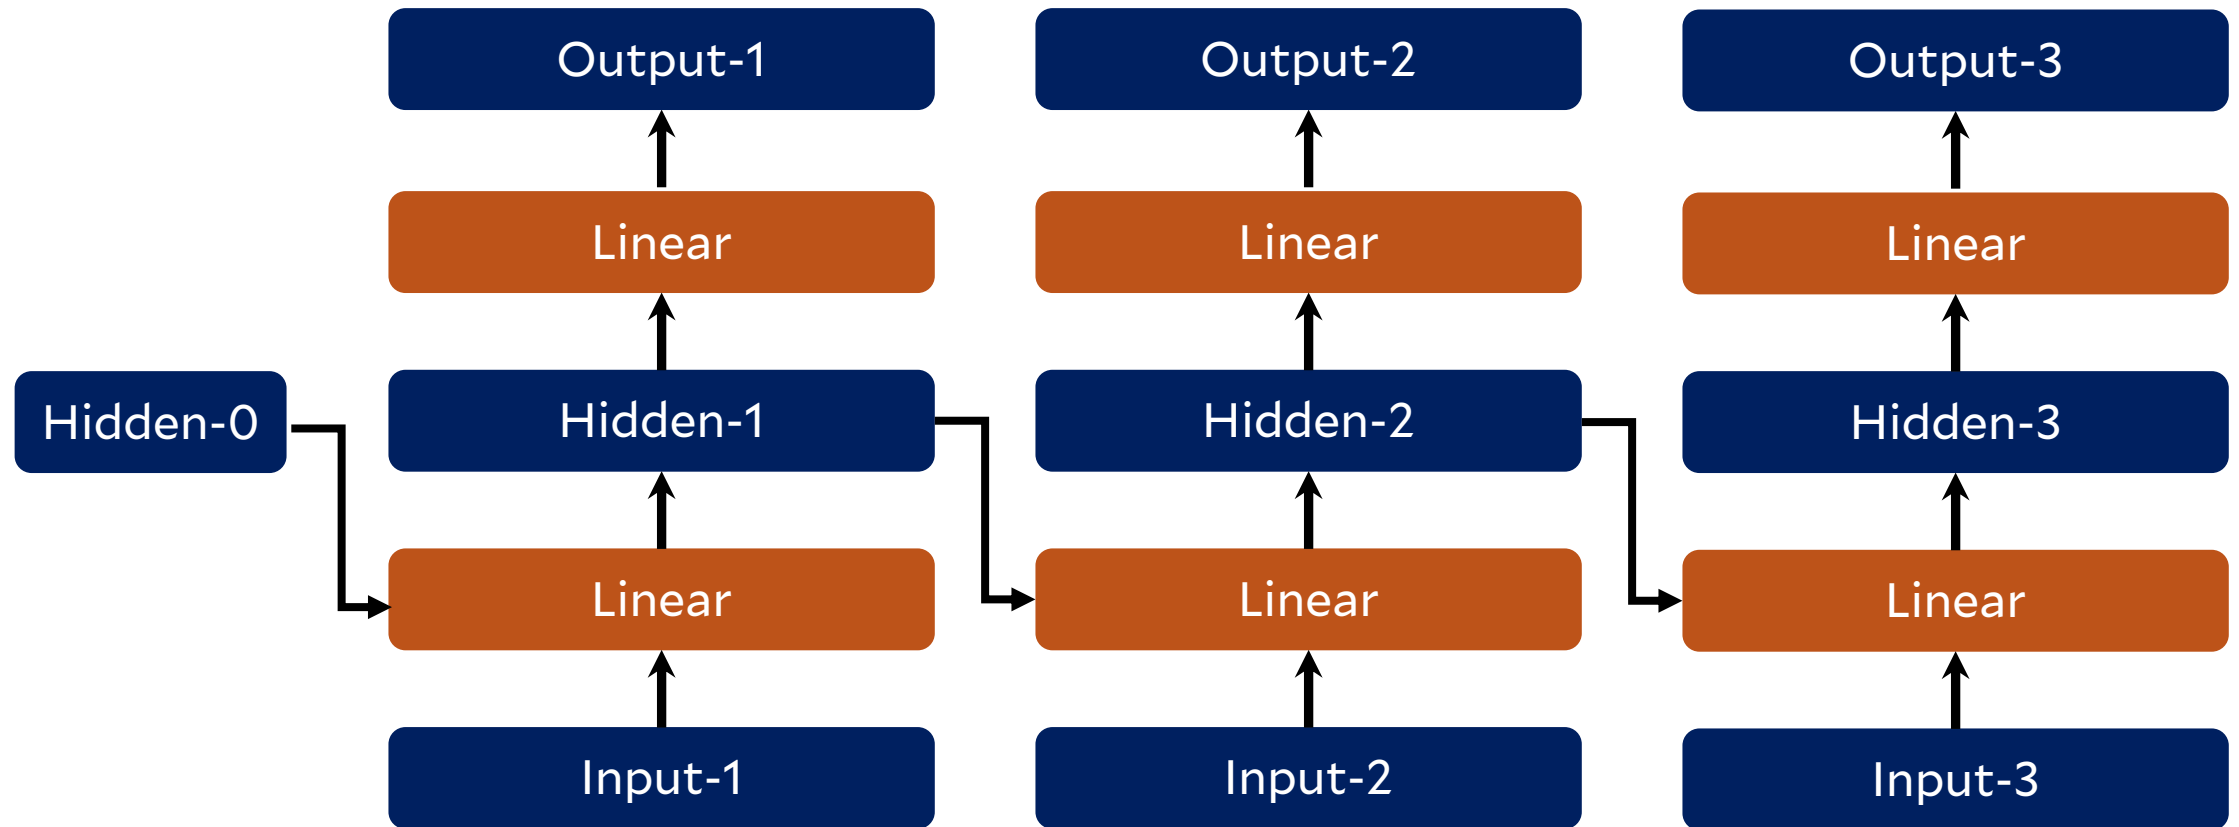 Output-1
Output-2
Output-3
Linear
Linear
Linear
Hidden-0
Hidden-1
Hidden-2
Hidden-3
Linear
Linear
Linear
Input-1
Input-2
Input-3